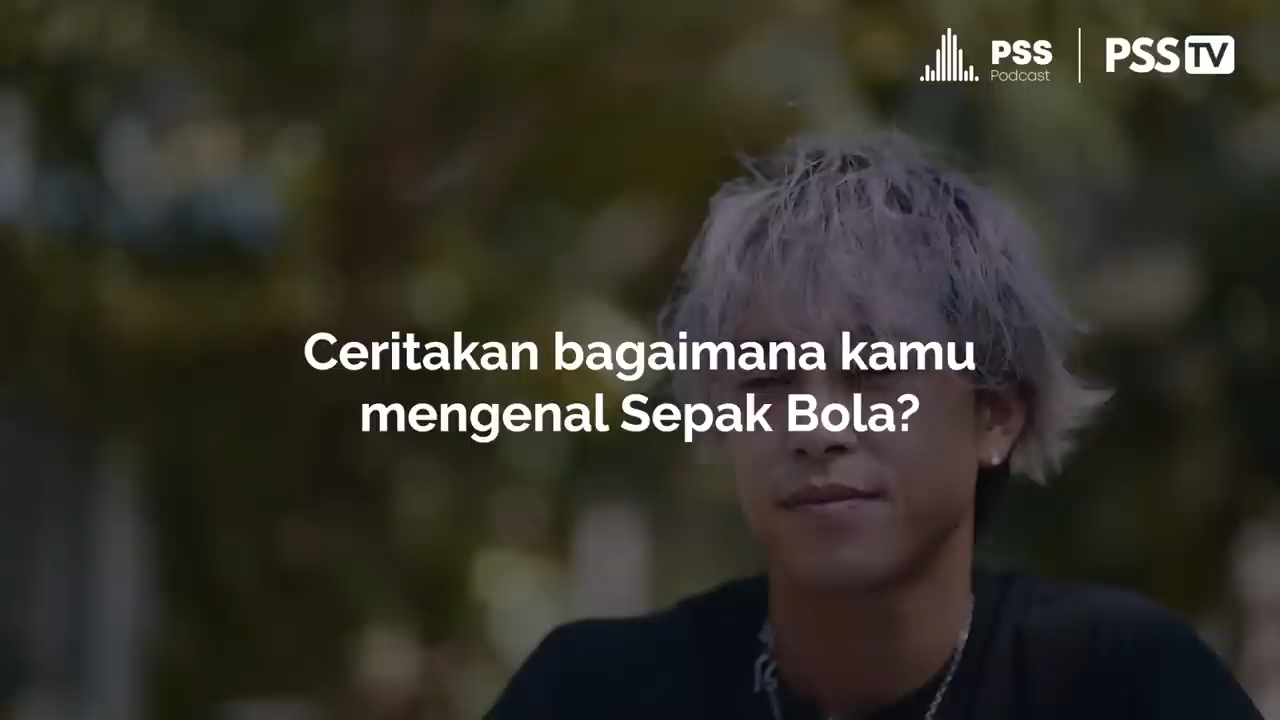 PSS
Podcast
PSS TV
Ceritakan bagaimana kamu
mengenal Sepak Bola?